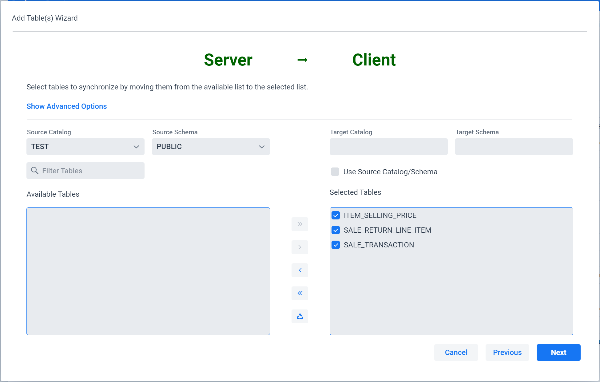 Add Table(s) Wizard
Server → Client
Select tables to synchronize by moving them from the available list to the selected list.
Show Advanced Options
Source Catalog Source Schema Target Catalog Target Schema
TEST PUBLIC
Filter Tables Use Source Catalog/Schema
Available Tables Selected Tables
ITEM_SELLING_PRICE
SALE_RETURN_LINE_ITEM
SALE_TRANSACTION
Cancel Previous Next